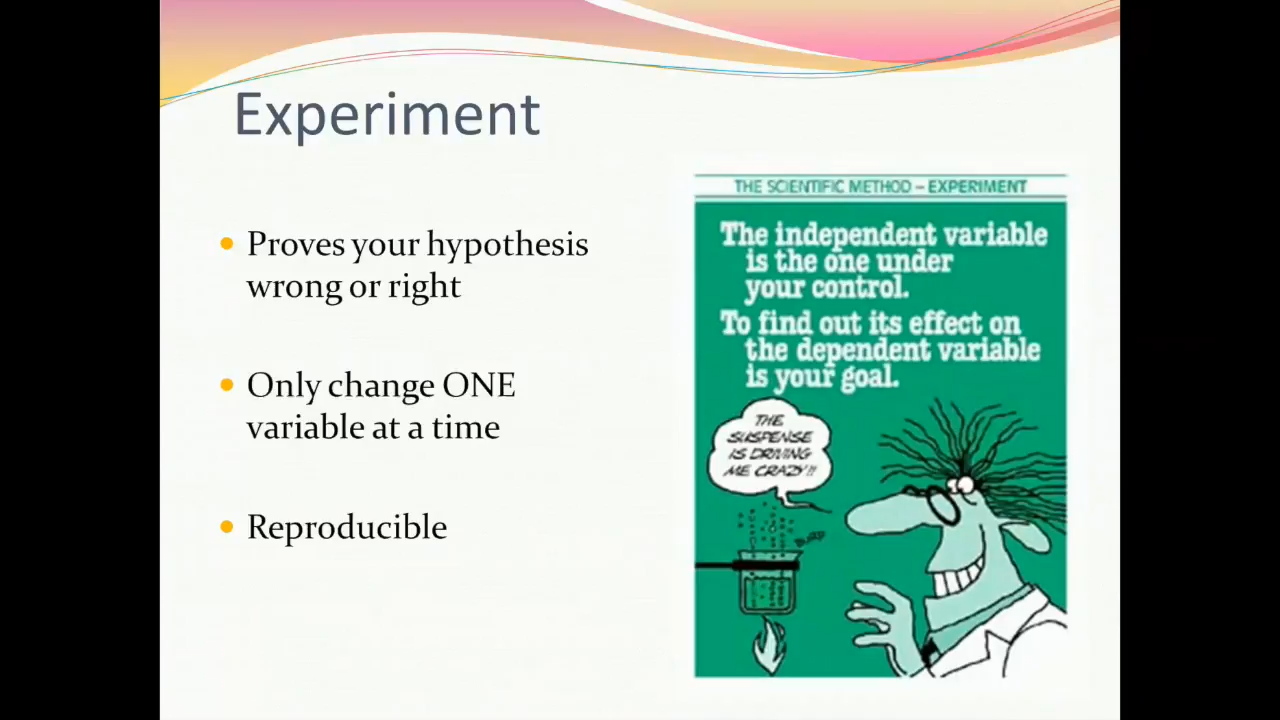 Experiment
Proves your hypothesis
wrong or right
Only change ONE
variable at a time
Reproducible
THE SCIENTIFIC METHOD – EXPERIMENT
The independent variable
is the one under
your control.
To find out its effect on
the dependent variable
is your goal.
THE
SUSPENSE
IS DRIVING
ME CRAZY!!